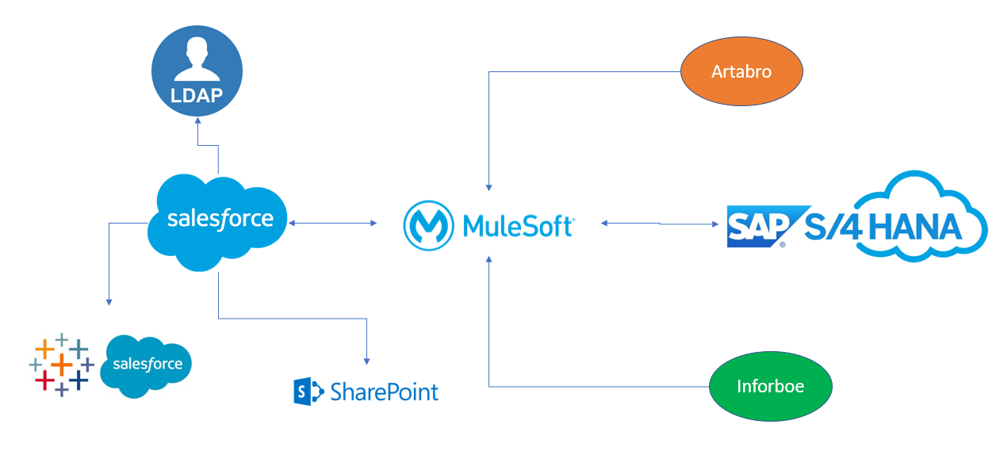 LDAP
Artabro
salesforce
MuleSoft®
SAP® S/4 HANA
salesforce
S SharePoint
Inforboe